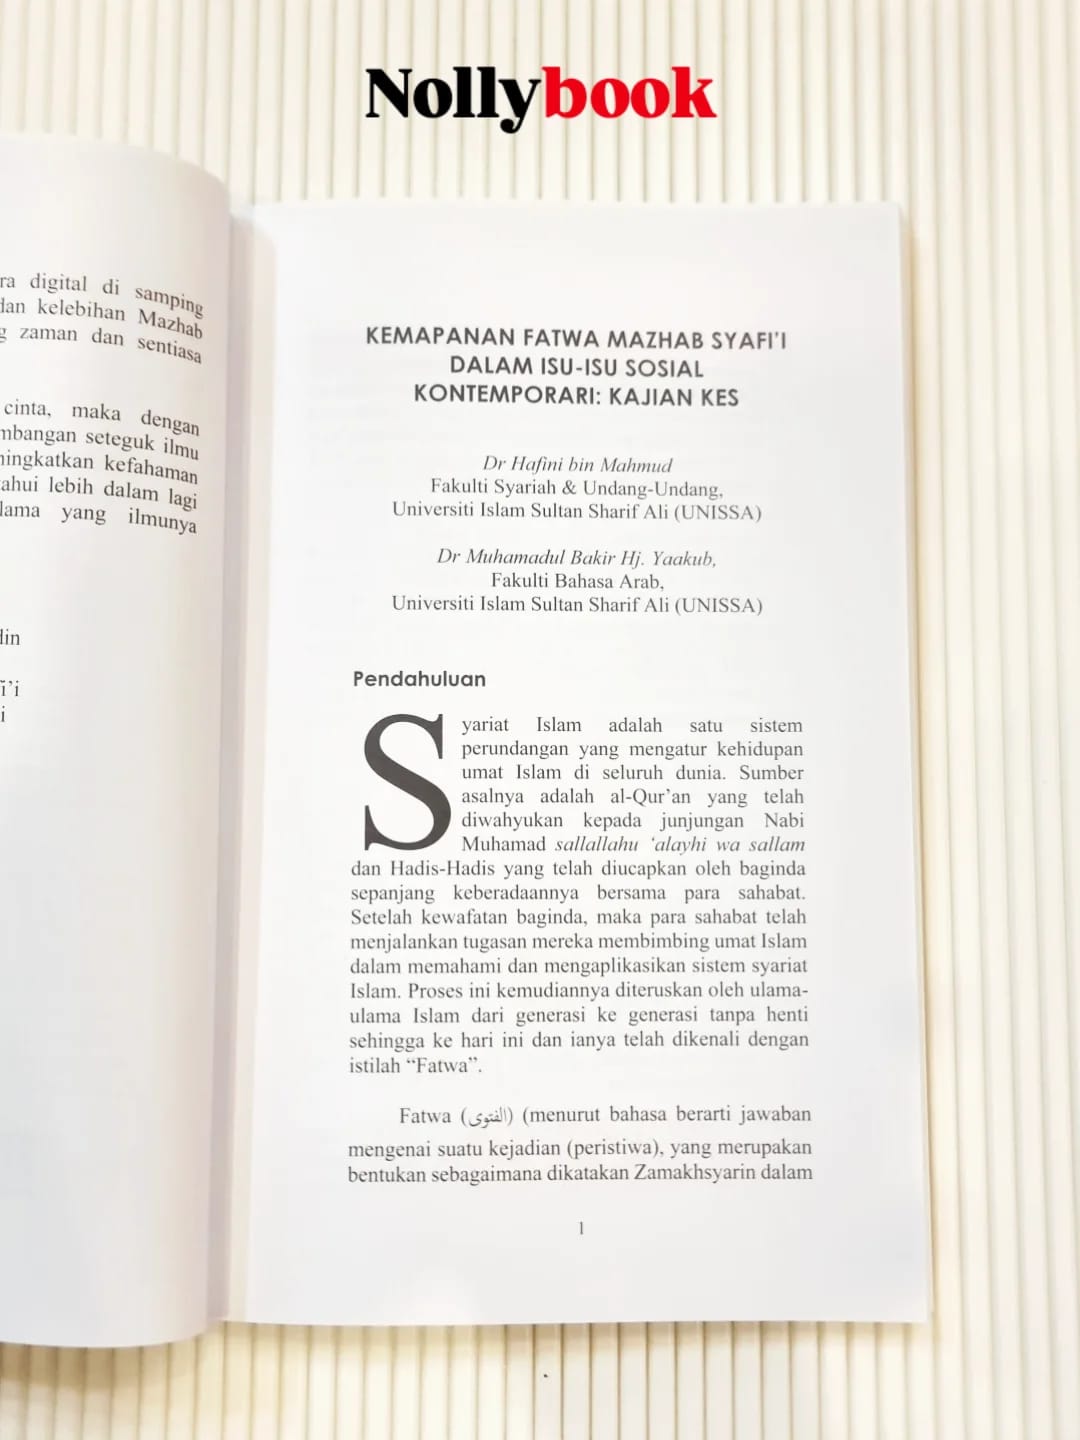 Nollybook
ra digital di samping
dan kelebihan Mazhab
g zaman dan sentiasa
cinta, maka dengan
mbangan seteguk ilmu
ningkatkan kefahaman
ahui lebih dalam lagi
lama yang ilmunya
din
i'i
i
KEMAPANAN FATWA MAZHAB SYAFI'I
DALAM ISU-ISU SOSIAL
KONTEMPORARI: KAJIAN KES
Dr Hafini bin Mahmud
Fakulti Syariah & Undang-Undang,
Universiti Islam Sultan Sharif Ali (UNISSA)
Dr Muhamadul Bakir Hj. Yaakub,
Fakulti Bahasa Arab,
Universiti Islam Sultan Sharif Ali (UNISSA)
Pendahuluan
Syariat Islam adalah satu sistem
perundangan yang mengatur kehidupan
umat Islam di seluruh dunia. Sumber
asalnya adalah al-Qur'an yang telah
diwahyukan kepada junjungan Nabi
Muhamad sallallahu 'alayhi wa sallam
dan Hadis-Hadis yang telah diucapkan oleh baginda
sepanjang keberadaannya bersama para sahabat.
Setelah kewafatan baginda, maka para sahabat telah
menjalankan tugasan mereka membimbing umat Islam
dalam memahami dan mengaplikasikan sistem syariat
Islam. Proses ini kemudiannya diteruskan oleh ulama-
ulama Islam dari generasi ke generasi tanpa henti
sehingga ke hari ini dan ianya telah dikenali dengan
istilah “Fatwa”.
Fatwa (الفتوى) (menurut bahasa berarti jawaban
mengenai suatu kejadian (peristiwa), yang merupakan
bentukan sebagaimana dikatakan Zamakhsyarin dalam
1